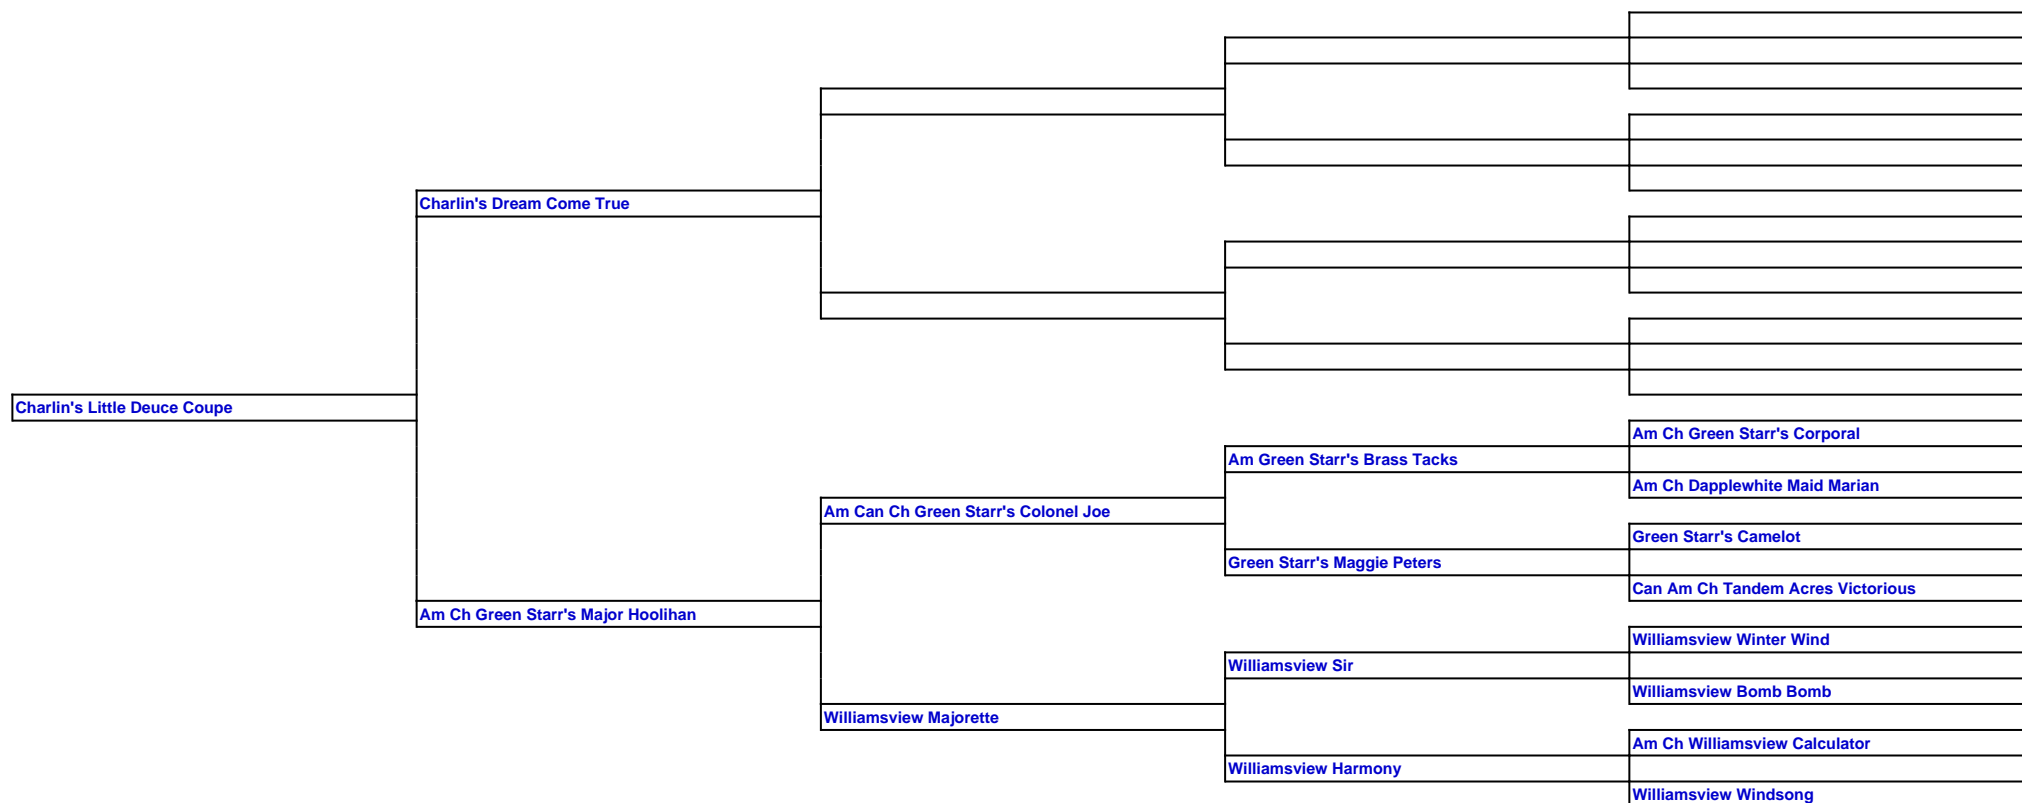 Charlin's Dream Come True
Charlin's Little Deuce Coupe
Am Ch Green Starr's Corporal
Am Green Starr's Brass Tacks
Am Ch Dapplewhite Maid Marian
Am Can Ch Green Starr's Colonel Joe
Green Starr's Camelot
Green Starr's Maggie Peters
Can Am Ch Tandem Acres Victorious
Am Ch Green Starr's Major Hoolihan
Williamsview Winter Wind
Williamsview Sir
Williamsview Bomb Bomb
Williamsview Majorette
Am Ch Williamsview Calculator
Williamsview Harmony
Williamsview Windsong